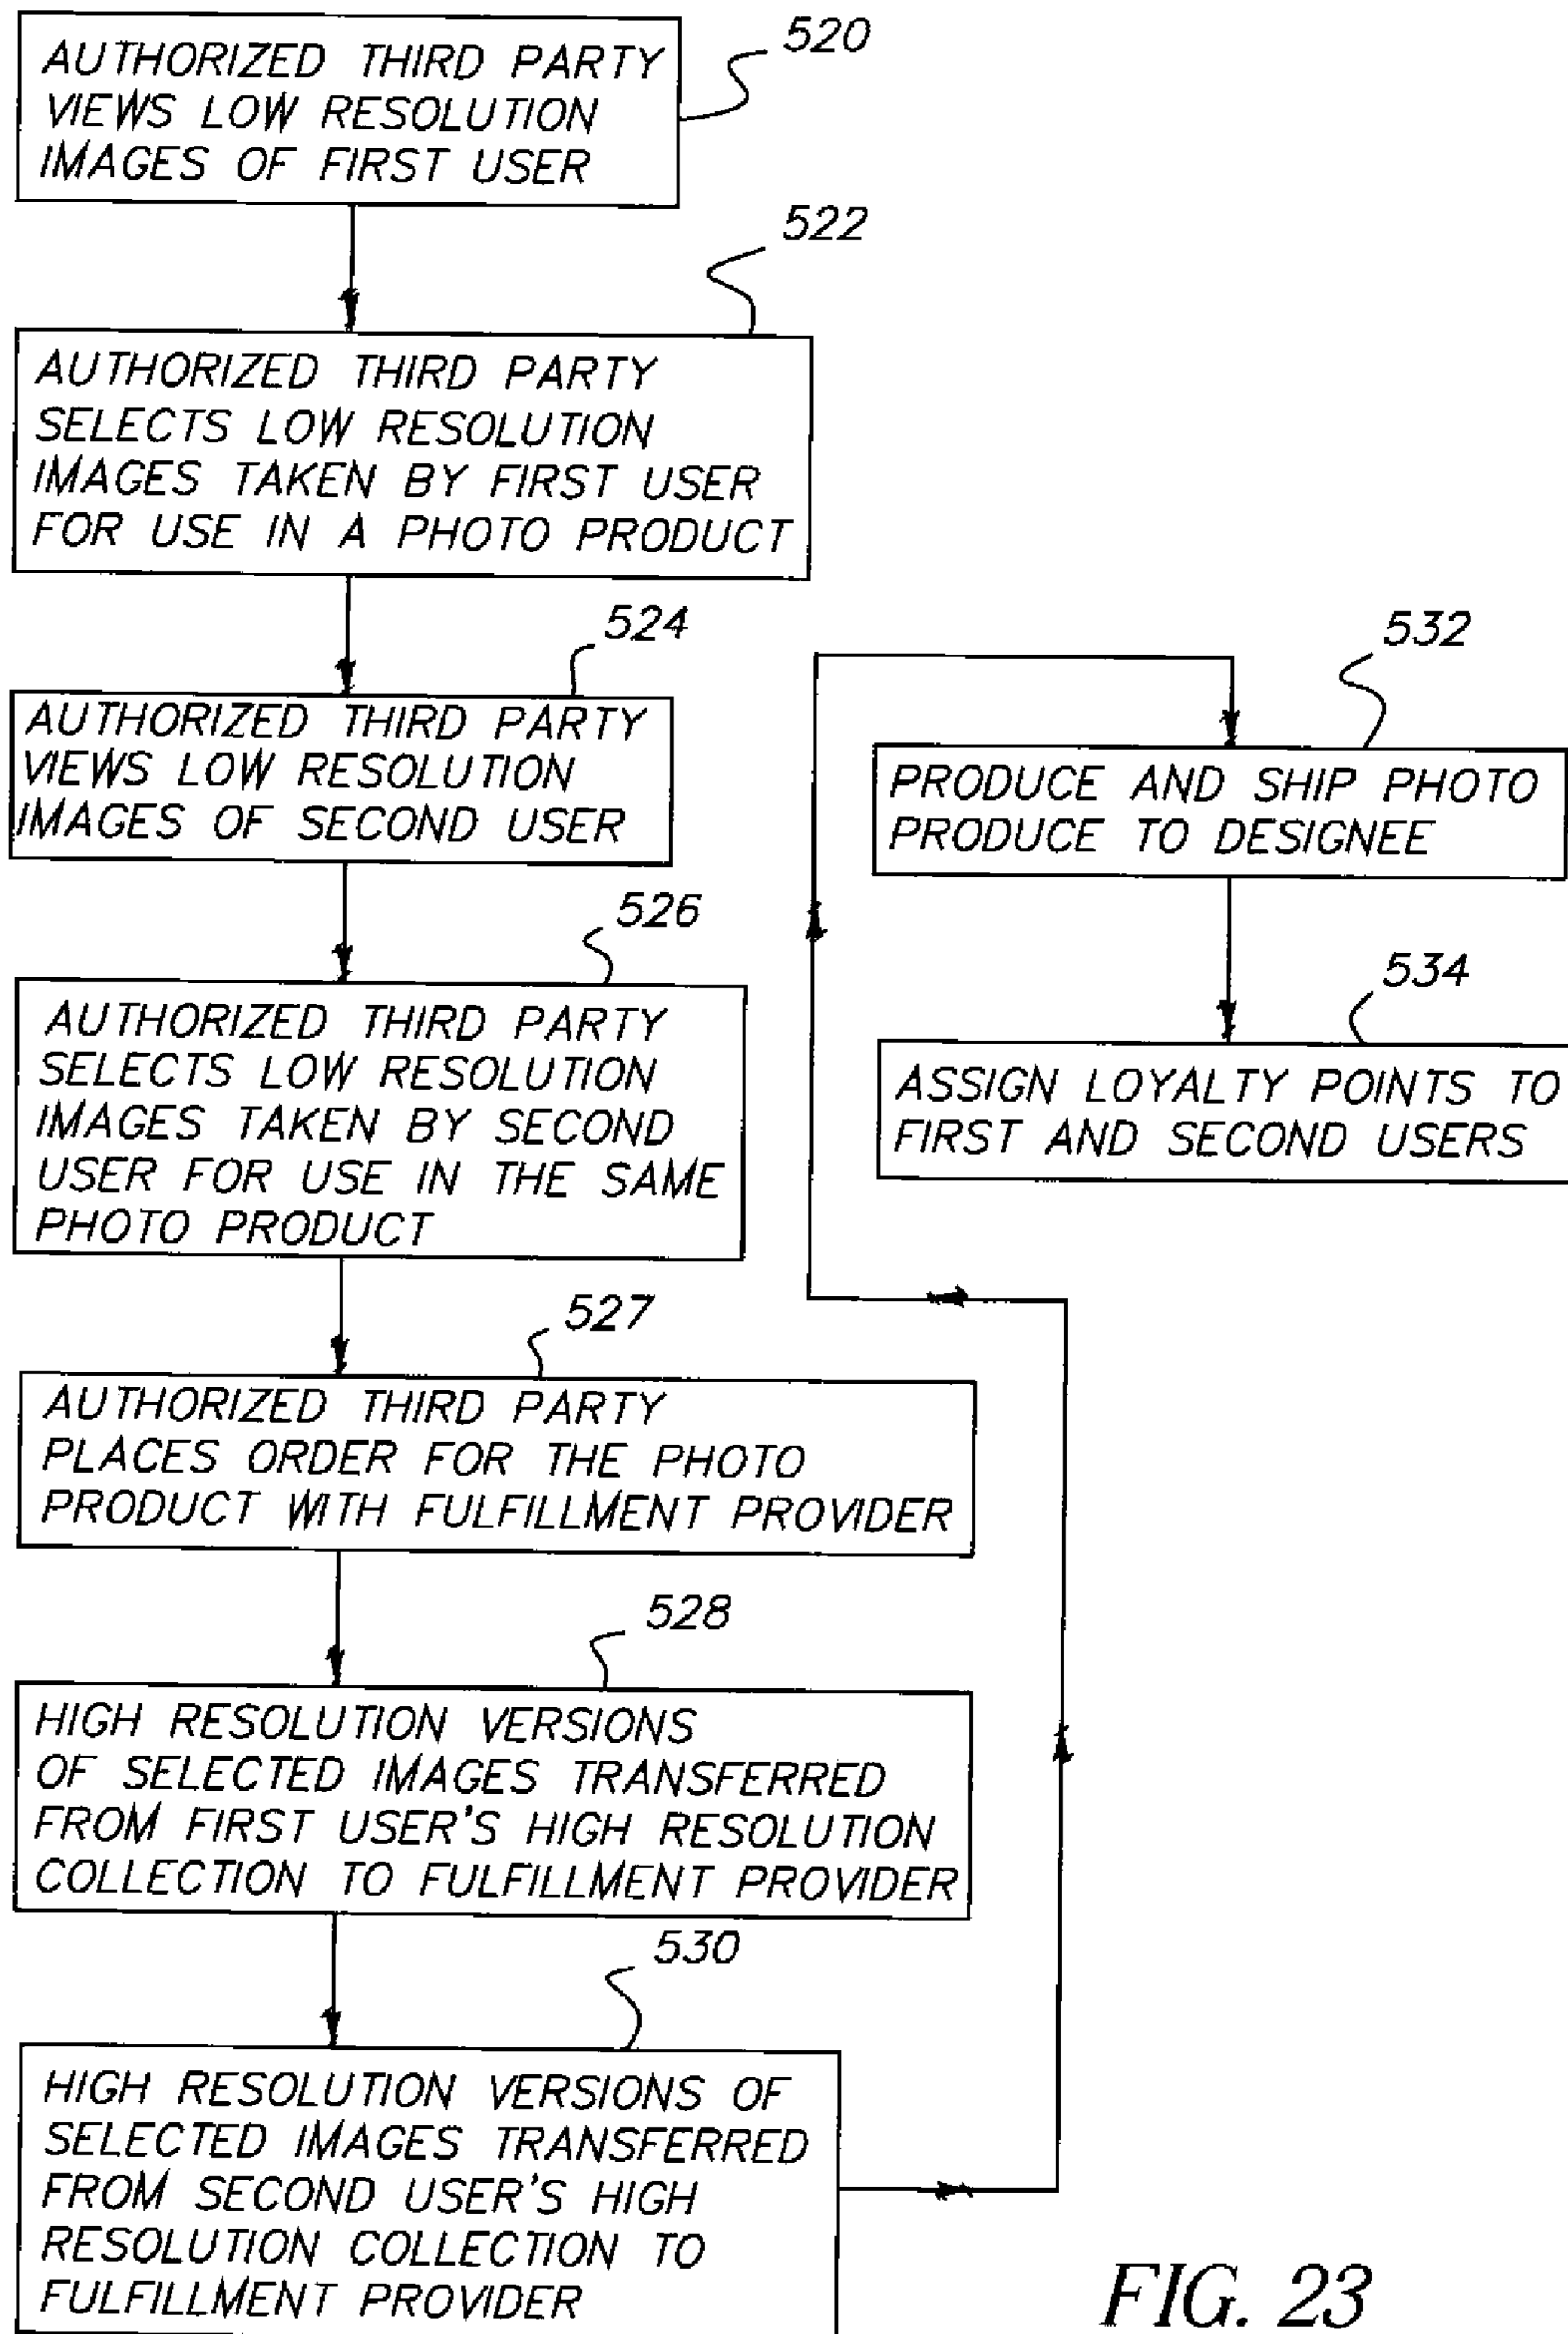 520
AUTHORIZED THIRD PARTY
VIEWS LOW RESOLUTION
IMAGES OF FIRST USER
522
AUTHORIZED THIRD PARTY
SELECTS LOW RESOLUTION
IMAGES TAKEN BY FIRST USER
FOR USE IN A PHOTO PRODUCT
524
AUTHORIZED THIRD PARTY
VIEWS LOW RESOLUTION
IMAGES OF SECOND USER
526
AUTHORIZED THIRD PARTY
SELECTS LOW RESOLUTION
IMAGES TAKEN BY SECOND
USER FOR USE IN THE SAME
PHOTO PRODUCT
527
AUTHORIZED THIRD PARTY
PLACES ORDER FOR THE PHOTO
PRODUCT WITH FULFILLMENT PROVIDER
528
HIGH RESOLUTION VERSIONS
OF SELECTED IMAGES TRANSFERRED
FROM FIRST USER'S HIGH RESOLUTION
COLLECTION TO FULFILLMENT PROVIDER
530
HIGH RESOLUTION VERSIONS OF
SELECTED IMAGES TRANSFERRED
FROM SECOND USER'S HIGH
RESOLUTION COLLECTION TO
FULFILLMENT PROVIDER
532
PRODUCE AND SHIP PHOTO
PRODUCE TO DESIGNEE
534
ASSIGN LOYALTY POINTS TO
FIRST AND SECOND USERS
FIG. 23